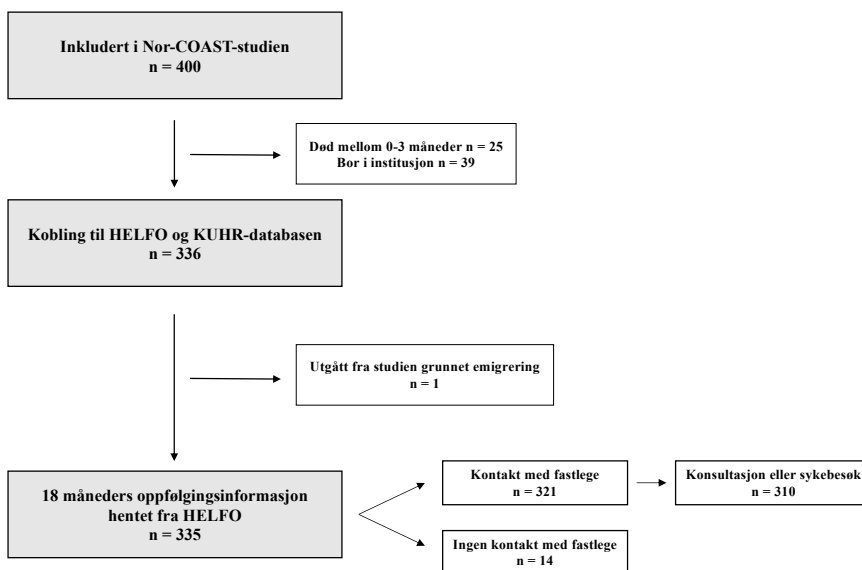 Inkludert i Nor-COAST-studien
n = 400
Død mellom 0-3 måneder n = 25
Bor i institusjon n = 39
Kobling til HELFO og KUHR-databasen
n = 336
Utgått fra studien grunnet emigrering
n = 1
18 måneders oppfølgingsinformasjon
hentet fra HELFO
n = 335
Kontakt med fastlege
n = 321
Konsultasjon eller sykebesøk
n = 310
Ingen kontakt med fastlege
n = 14